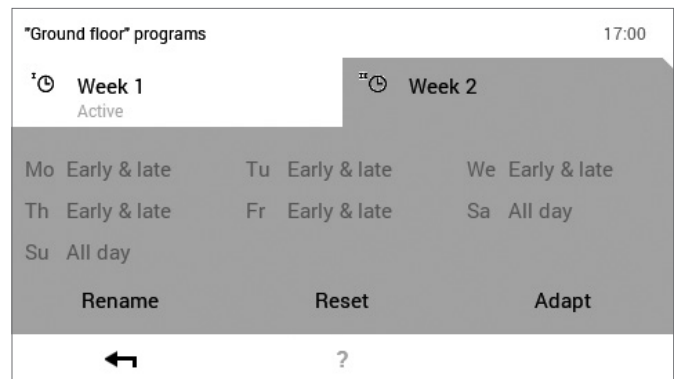 "Ground floor" programs 17:00
I Week 1 II Week 2
Active
Mo Early & late Tu Early & late We Early & late
Th Early & late Fr Early & late Sa All day
Su All day
Rename Reset Adapt
?